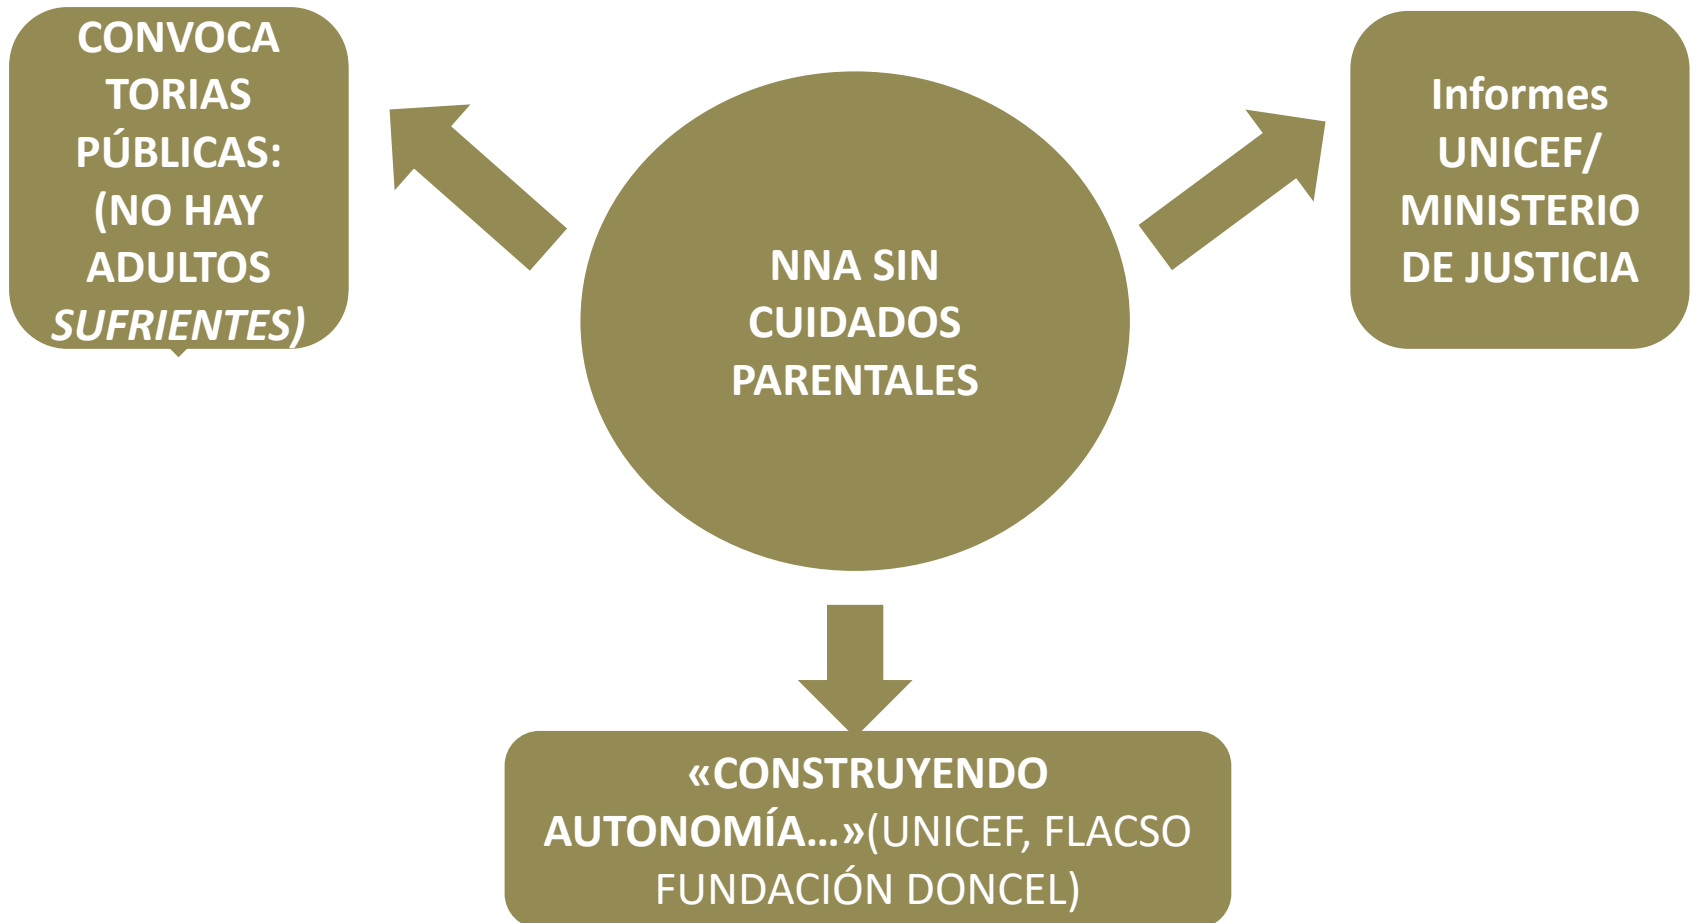 CONVOCA
TORIAS
PÚBLICAS:
(NO HAY
ADULTOS
SUFRIENTES)
NNA SIN
CUIDADOS
PARENTALES
Informes
UNICEF/
MINISTERIO
DE JUSTICIA
«CONSTRUYENDO
AUTONOMÍA...»(UNICEF, FLACSO
FUNDACIÓN DONCEL)